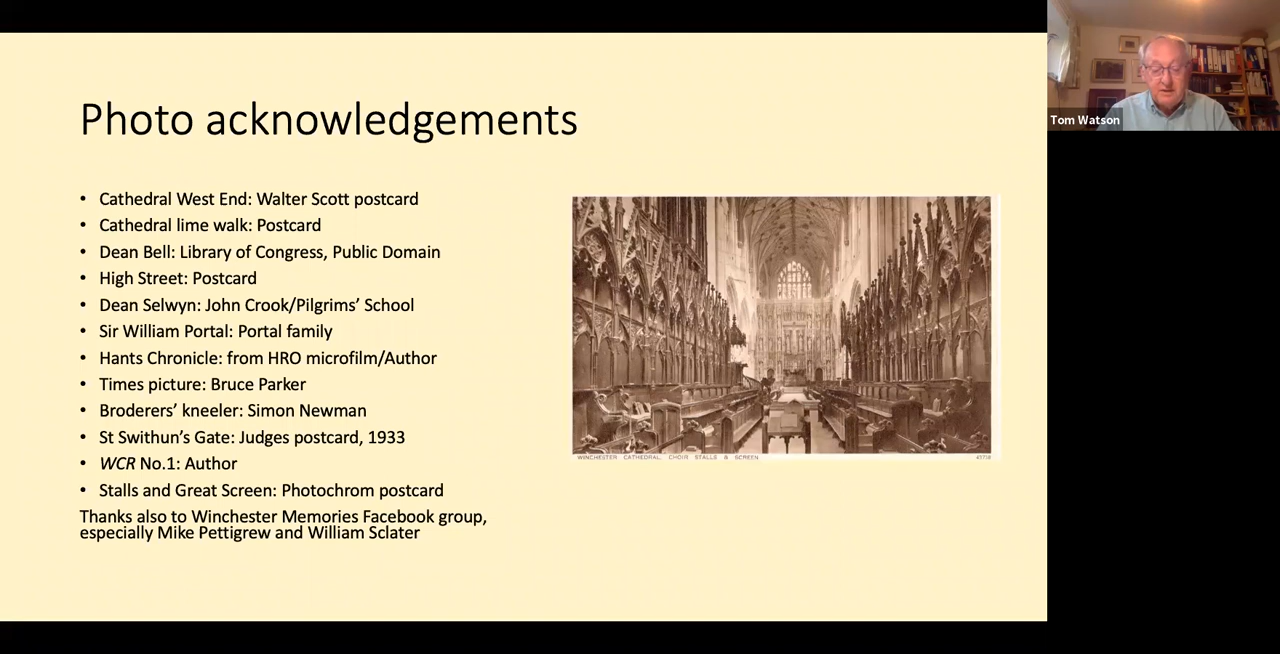 Photo acknowledgements
• Cathedral West End: Walter Scott postcard
• Cathedral lime walk: Postcard
• Dean Bell: Library of Congress, Public Domain
• High Street: Postcard
• Dean Selwyn: John Crook/Pilgrims’ School
• Sir William Portal: Portal family
• Hants Chronicle: from HRO microfilm/Author
• Times picture: Bruce Parker
• Broderers’ kneeler: Simon Newman
• St Swithun’s Gate: Judges postcard, 1933
• WCR No.1: Author
• Stalls and Great Screen: Photochrom postcard
Thanks also to Winchester Memories Facebook group,
especially Mike Pettigrew and William Sclater
WINCHESTER CATHEDRAL. CHOIR STALLS & SCREEN
Tom Watson